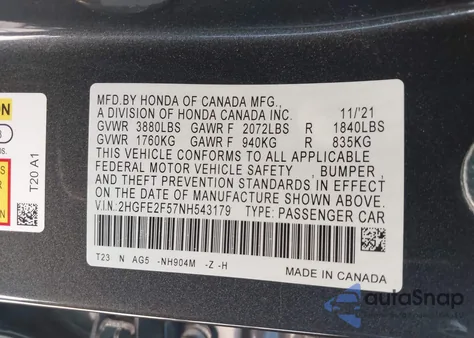 ON
T20 A1
MFD.BY HONDA OF CANADA MFG.,
A DIVISION OF HONDA CANADA INC. 11/'21
GVWR 3880LBS GAWR F 2072LBS R 1840LBS
GVWR 1760KG GAWR F 940KG R 835KG
THIS VEHICLE CONFORMS TO ALL APPLICABLE
FEDERAL MOTOR VEHICLE SAFETY , BUMPER ,
AND THEFT PREVENTION STANDARDS IN EFFECT
ON THE DATE OF MANUFACTURE SHOWN ABOVE.
V.I.N:2HGFE2F57NH543179 TYPE: PASSENGER CAR
T23 N AG5 -NH904M -Z -H
MADE IN CANADA
autoSnap